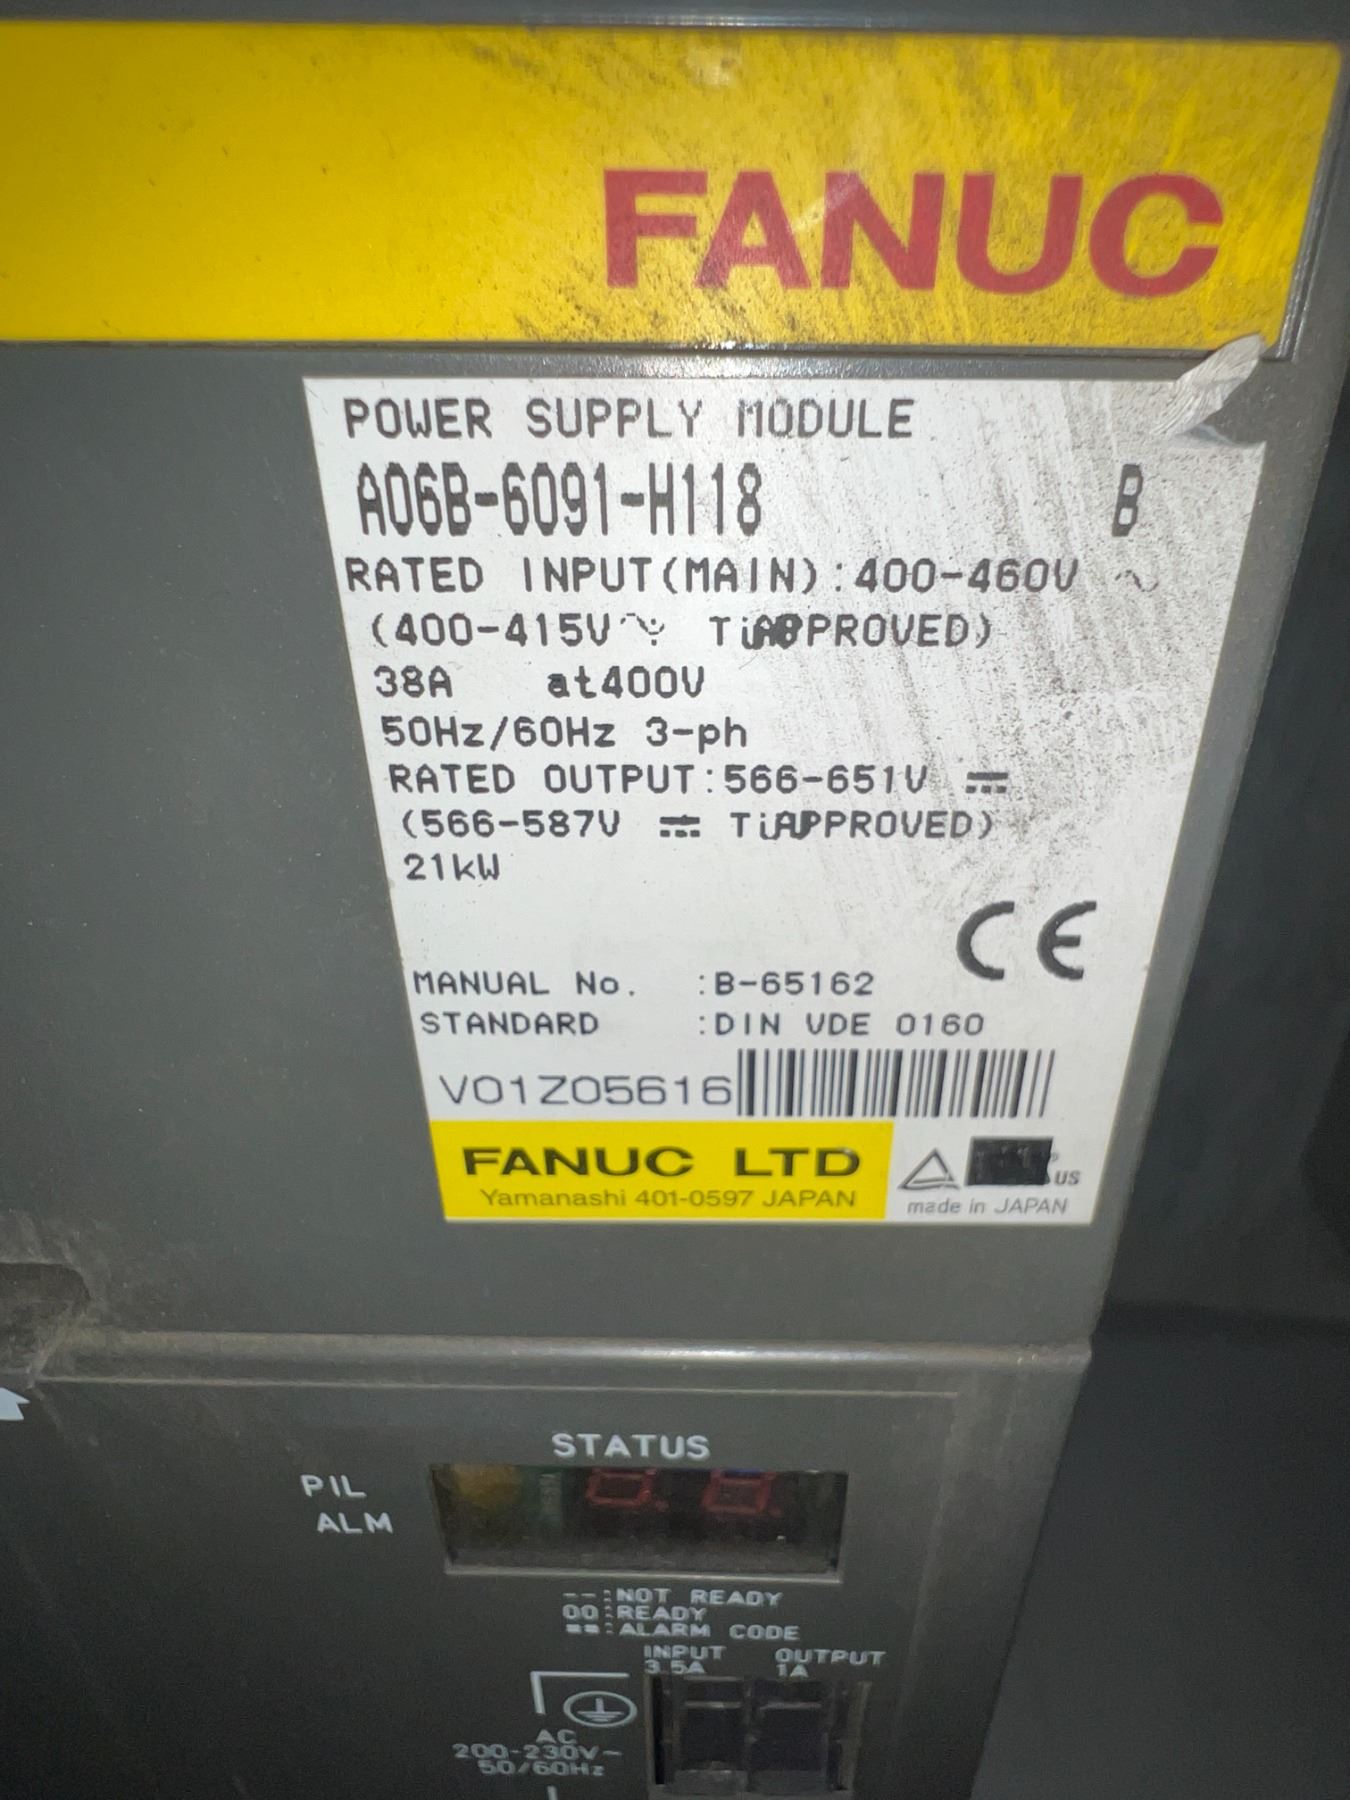 FANUC
POWER SUPPLY MODULE
A06B-6091-H118 B
RATED INPUT(MAIN):400-460V ~
(400-415V APPROVED)
38A at400V
50Hz/60Hz 3-ph
RATED OUTPUT:566-651V
(566-587V APPROVED)
21kW
CE
MANUAL No. :B-65162
STANDARD :DIN VDE 0160
V01Z05616
FANUC LTD
Yamanashi 401-0597 JAPAN
US
made in JAPAN
STATUS
PIL
ALM
--:NOT READY
00:READY
:ALARM CODE
INPUT OUTPUT
3.5A 1A
AC
200-230V~
50/60Hz